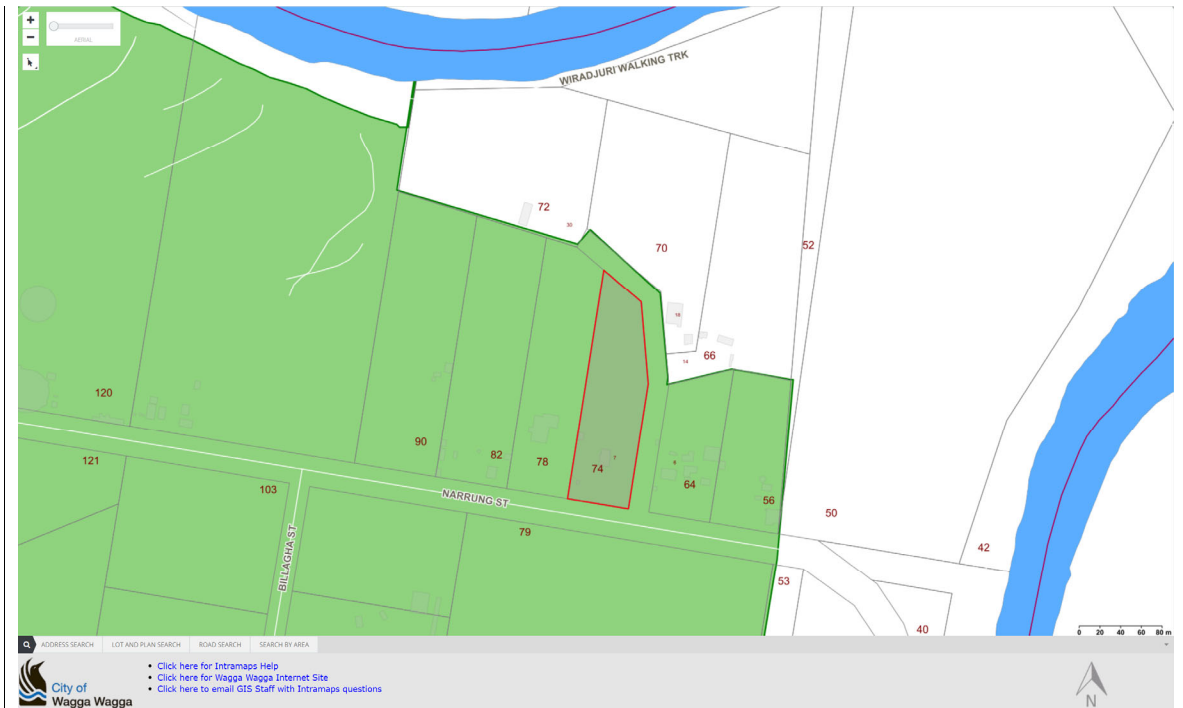 +
AERIAL
−
WIRADJURI WALKING TRK
72
30
70
52
18
14
66
120
90
82
78
74
7
8
64
56
121
103
NARRUNG ST
79
50
42
BILLAGHA ST
53
40
0 20 40 60 80 m
ADDRESS SEARCH LOT AND PLAN SEARCH ROAD SEARCH SEARCH BY AREA
• Click here for Intramaps Help
• Click here for Wagga Wagga Internet Site
• Click here to email GIS Staff with Intramaps questions
City of
Wagga Wagga
N